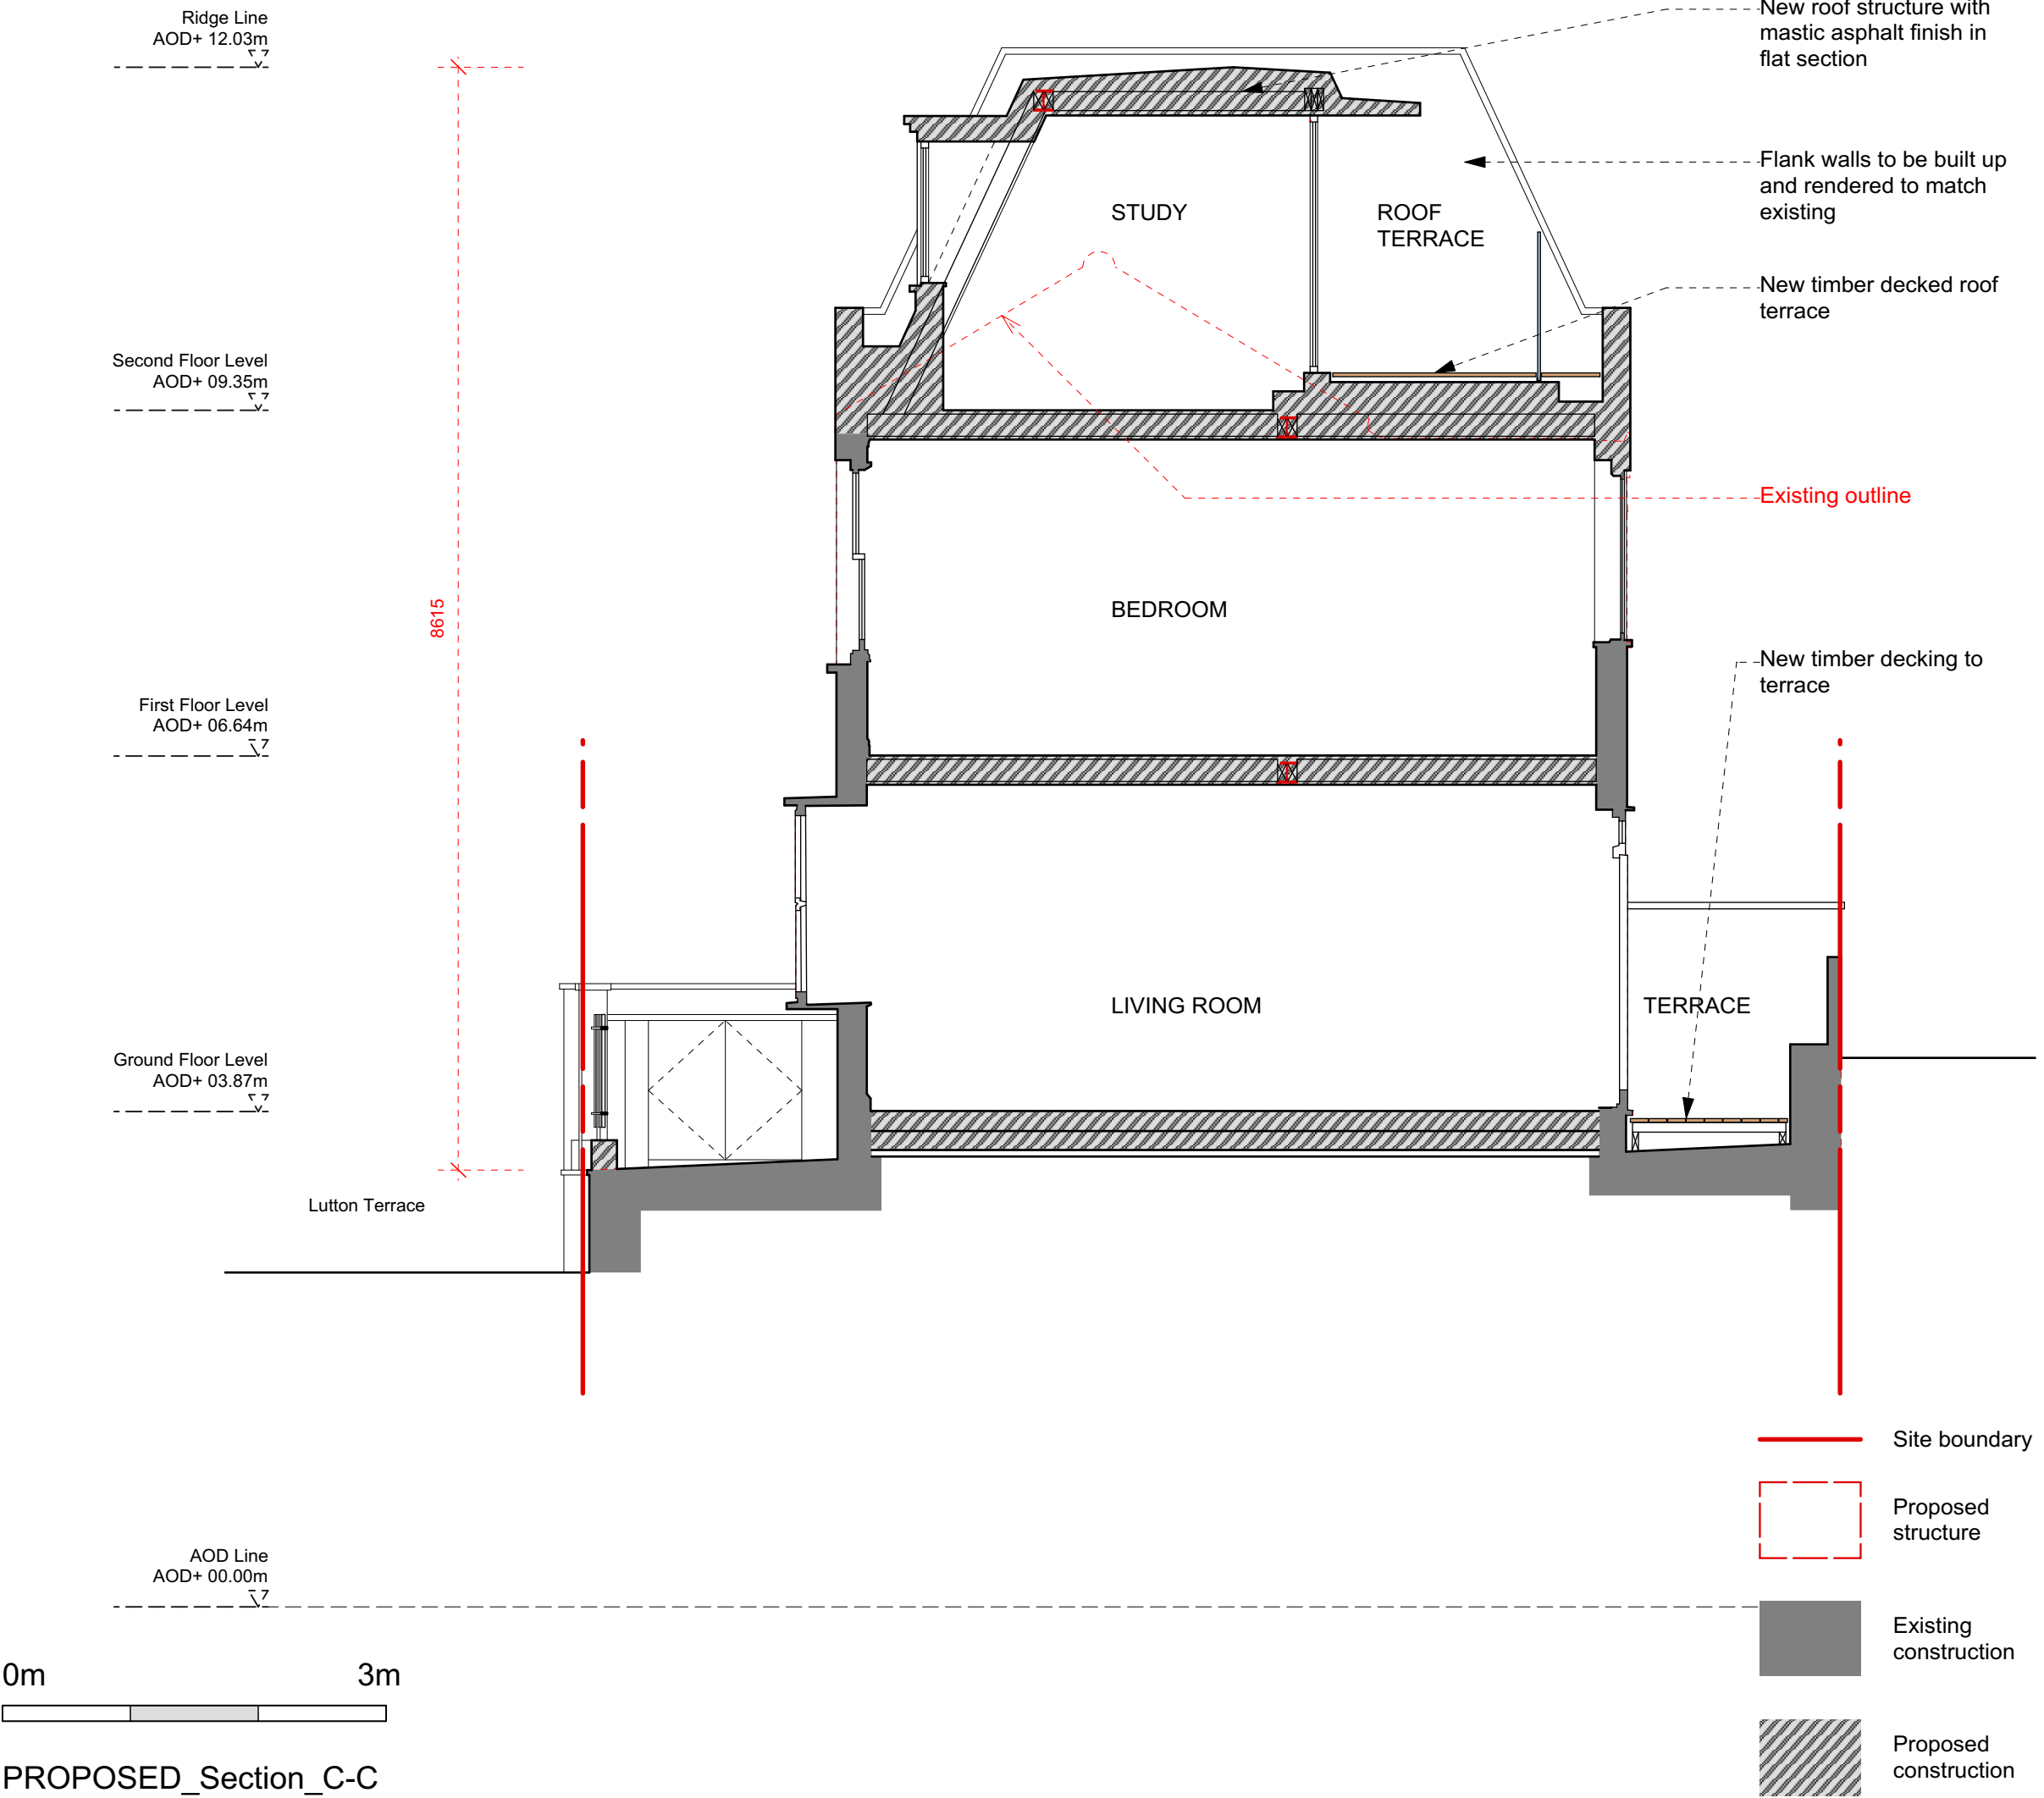 Ridge Line
AOD+ 12.03m
New roof structure with
mastic asphalt finish in
flat section
Flank walls to be built up
and rendered to match
existing
STUDY
ROOF
TERRACE
New timber decked roof
terrace
Second Floor Level
AOD+ 09.35m
Existing outline
8615
BEDROOM
New timber decking to
terrace
First Floor Level
AOD+ 06.64m
LIVING ROOM
TERRACE
Ground Floor Level
AOD+ 03.87m
Lutton Terrace
Site boundary
Proposed
structure
AOD Line
AOD+ 00.00m
Existing
construction
0m
3m
Proposed
construction
PROPOSED_Section_C-C